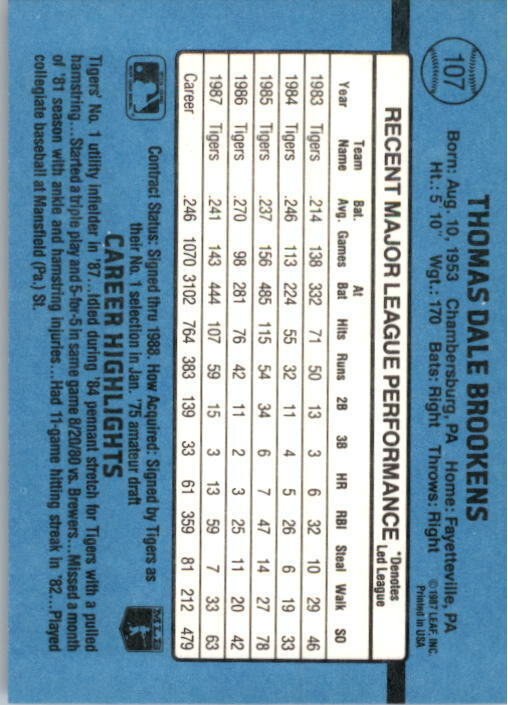 107
THOMAS DALE BROOKENS
Born: Aug. 10, 1953 Chambersburg, PA Home: Fayetteville, PA
Ht.: 5' 10" Wgt.: 170 Bats: Right Throws: Right
©1987 LEAF, INC.
Printed in USA
RECENT MAJOR LEAGUE PERFORMANCE *Denotes Led League
Year Team Name Bat. Avg. Games At Bat Hits Runs 2B 3B HR RBI Steal Walk SO
1983 Tigers .214 138 332 71 50 13 3 6 32 10 29 46
1984 Tigers .246 113 224 55 32 11 4 5 26 6 19 33
1985 Tigers .237 156 485 115 54 34 6 7 47 14 27 78
1986 Tigers .270 98 281 76 42 11 2 3 25 11 20 42
1987 Tigers .241 143 444 107 59 15 3 13 59 7 33 63
Career .246 1070 3102 764 383 139 33 61 359 81 212 479
Contract Status: Signed thru 1988. How Acquired: Signed by Tigers as
their No. 1 selection in Jan. '75 amateur draft
CAREER HIGHLIGHTS
Tigers' No. 1 utility infielder in '87...Idled during '84 pennant stretch for Tigers with a pulled
hamstring...Started a triple play and 5-for-5 in same game 8/20/80 vs. Brewers...Missed a month
of '81 season with ankle and hamstring injuries...Had 11-game hitting streak in '82...Played
collegiate baseball at Mansfield (Pa.) St.